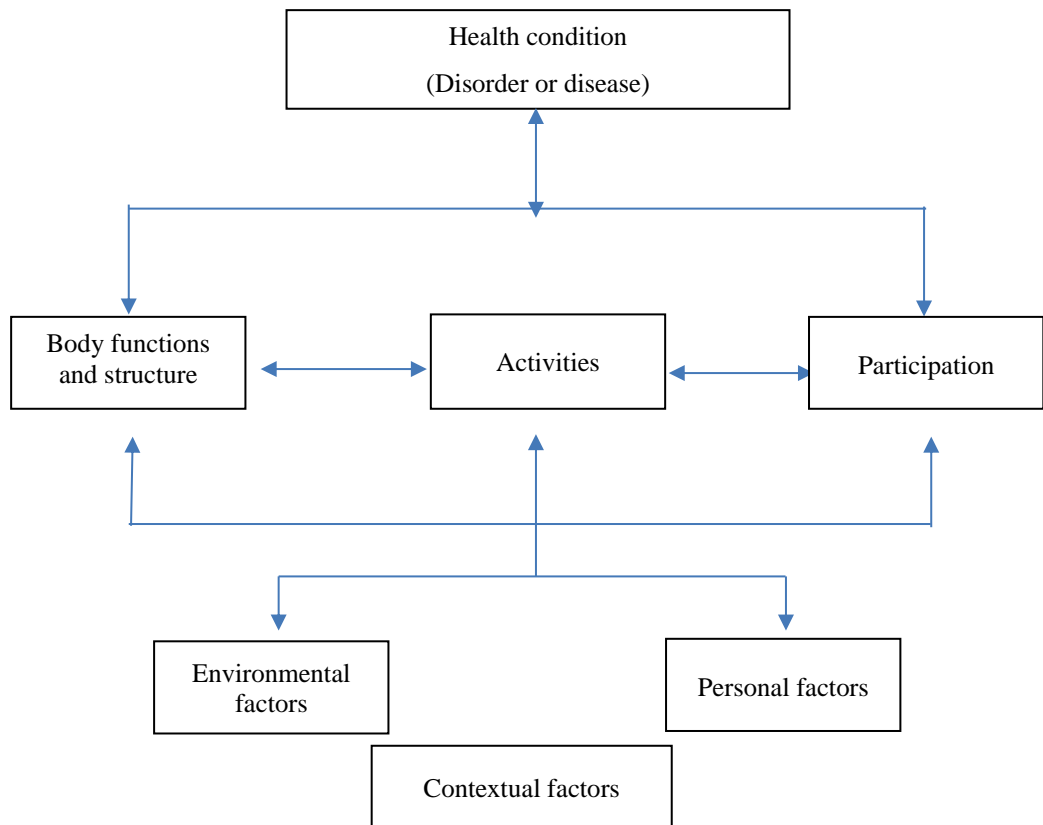 Health condition
(Disorder or disease)
Body functions
and structure
Activities
Participation
Environmental
factors
Personal factors
Contextual factors